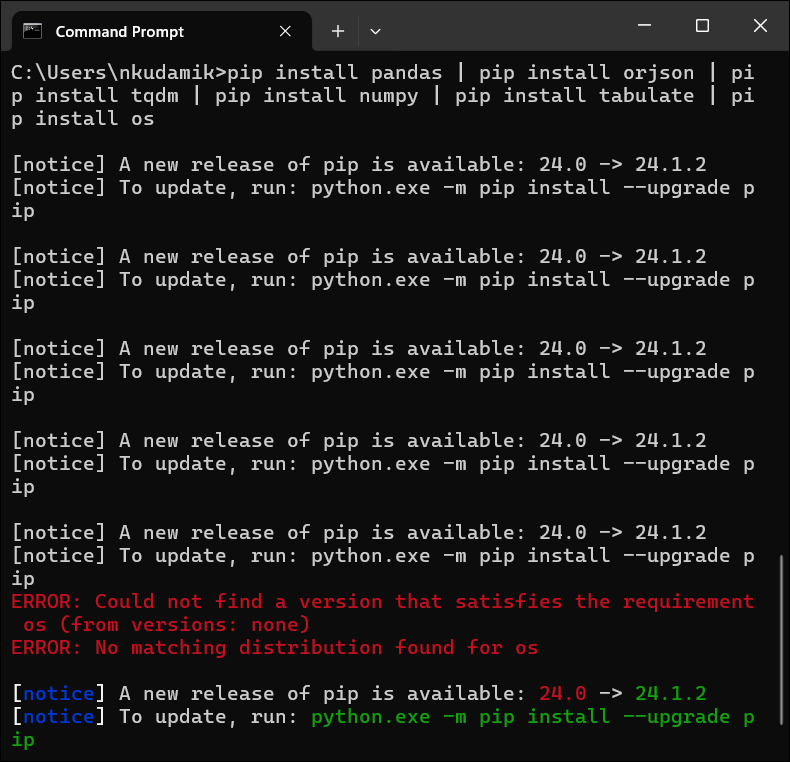 Command Prompt
C:\Users\nkudamik>pip install pandas | pip install orjson | pi
p install tqdm | pip install numpy | pip install tabulate | pi
p install os
[notice] A new release of pip is available: 24.0 -> 24.1.2
[notice] To update, run: python.exe -m pip install --upgrade p
ip
[notice] A new release of pip is available: 24.0 -> 24.1.2
[notice] To update, run: python.exe -m pip install --upgrade p
ip
[notice] A new release of pip is available: 24.0 -> 24.1.2
[notice] To update, run: python.exe -m pip install --upgrade p
ip
[notice] A new release of pip is available: 24.0 -> 24.1.2
[notice] To update, run: python.exe -m pip install --upgrade p
ip
[notice] A new release of pip is available: 24.0 -> 24.1.2
[notice] To update, run: python.exe -m pip install --upgrade p
ip
ERROR: Could not find a version that satisfies the requirement
 os (from versions: none)
ERROR: No matching distribution found for os
[notice] A new release of pip is available: 24.0 -> 24.1.2
[notice] To update, run: python.exe -m pip install --upgrade p
ip